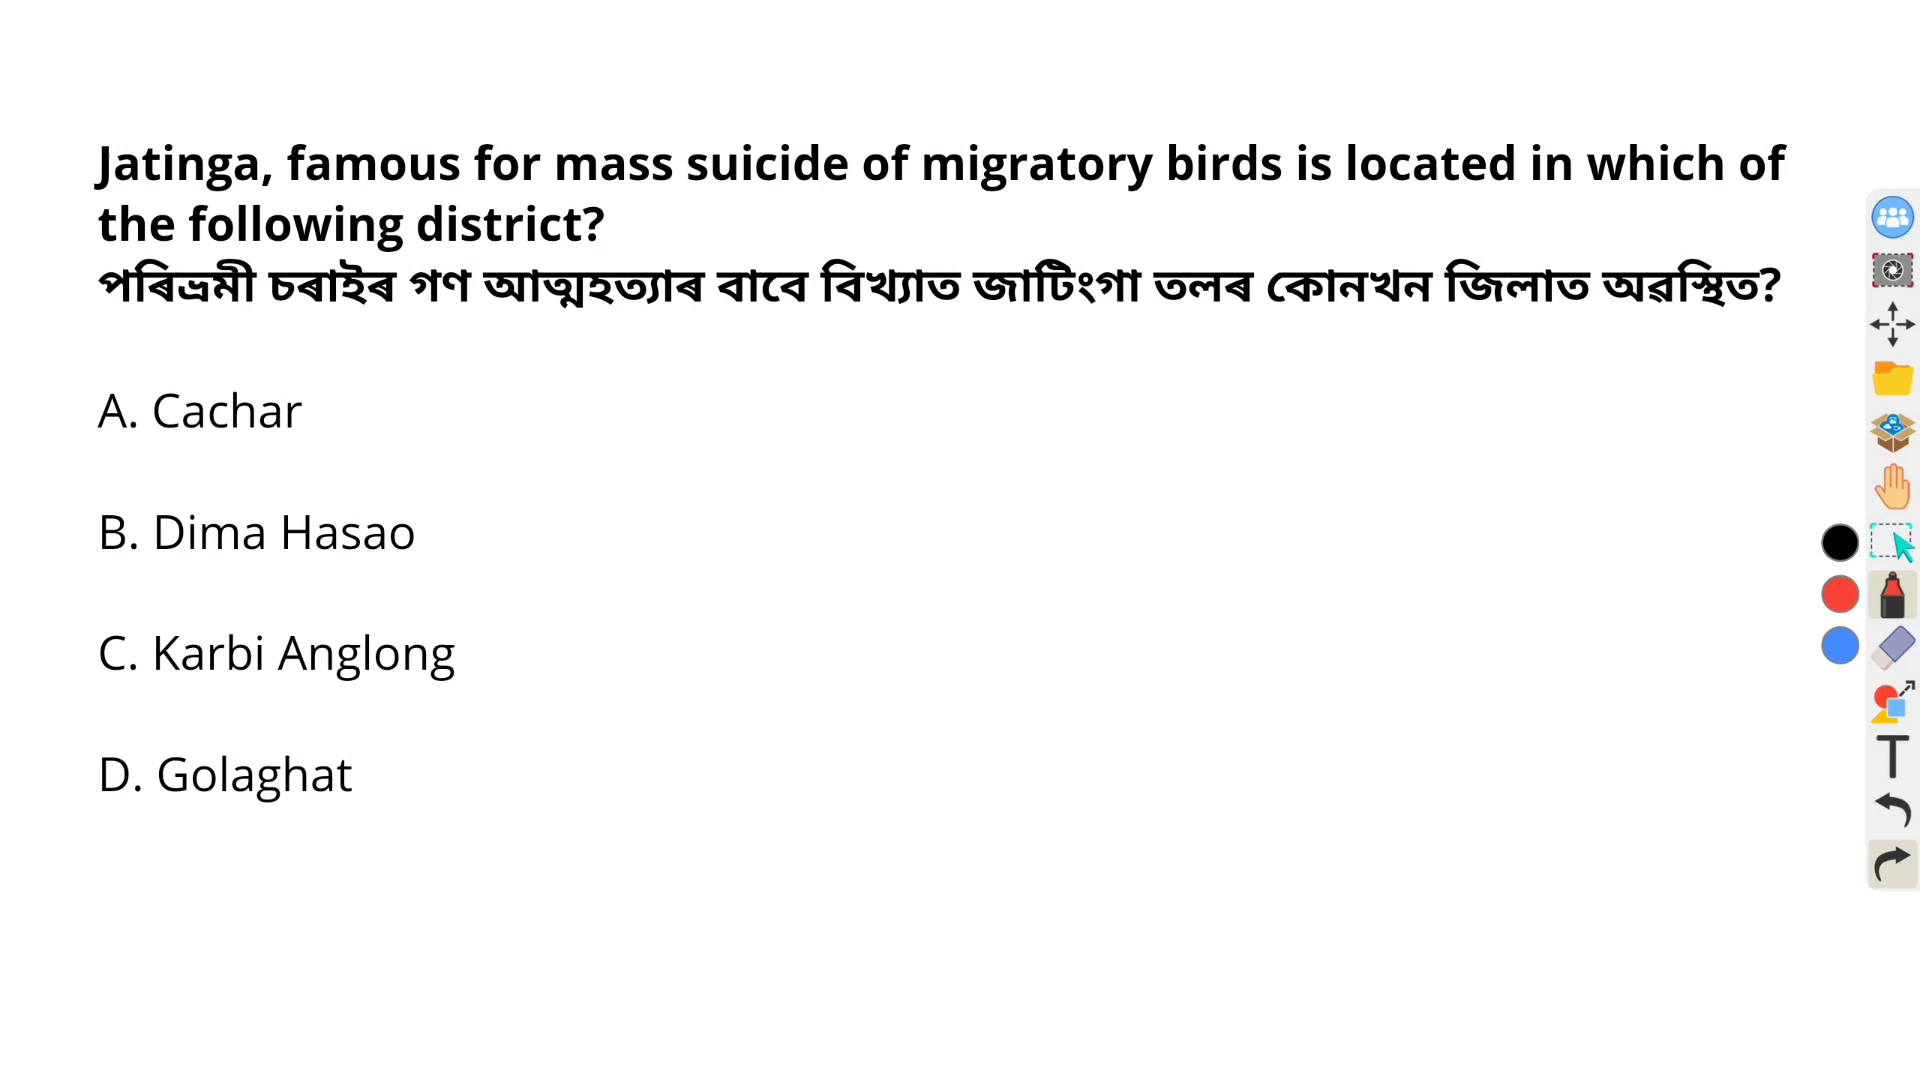 Jatinga, famous for mass suicide of migratory birds is located in which of
the following district?
পৰিভ্ৰমী চৰাইৰ গণ আত্মহত্যাৰ বাবে বিখ্যাত জাটিংগা তলৰ কোনখন জিলাত অৱস্থিত?
A. Cachar
B. Dima Hasao
C. Karbi Anglong
D. Golaghat